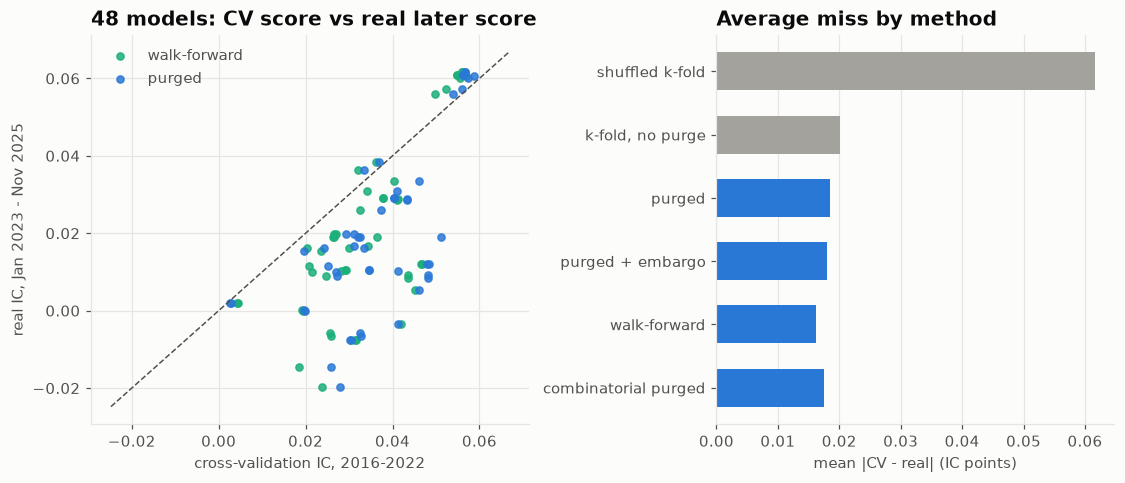 48 models: CV score vs real later score
walk-forward
purged
real IC, Jan 2023 - Nov 2025
0.06
0.04
0.02
0.00
−0.02
−0.02
0.00
0.02
0.04
0.06
cross-validation IC, 2016-2022
Average miss by method
shuffled k-fold
k-fold, no purge
purged
purged + embargo
walk-forward
combinatorial purged
0.00
0.01
0.02
0.03
0.04
0.05
0.06
mean |CV - real| (IC points)